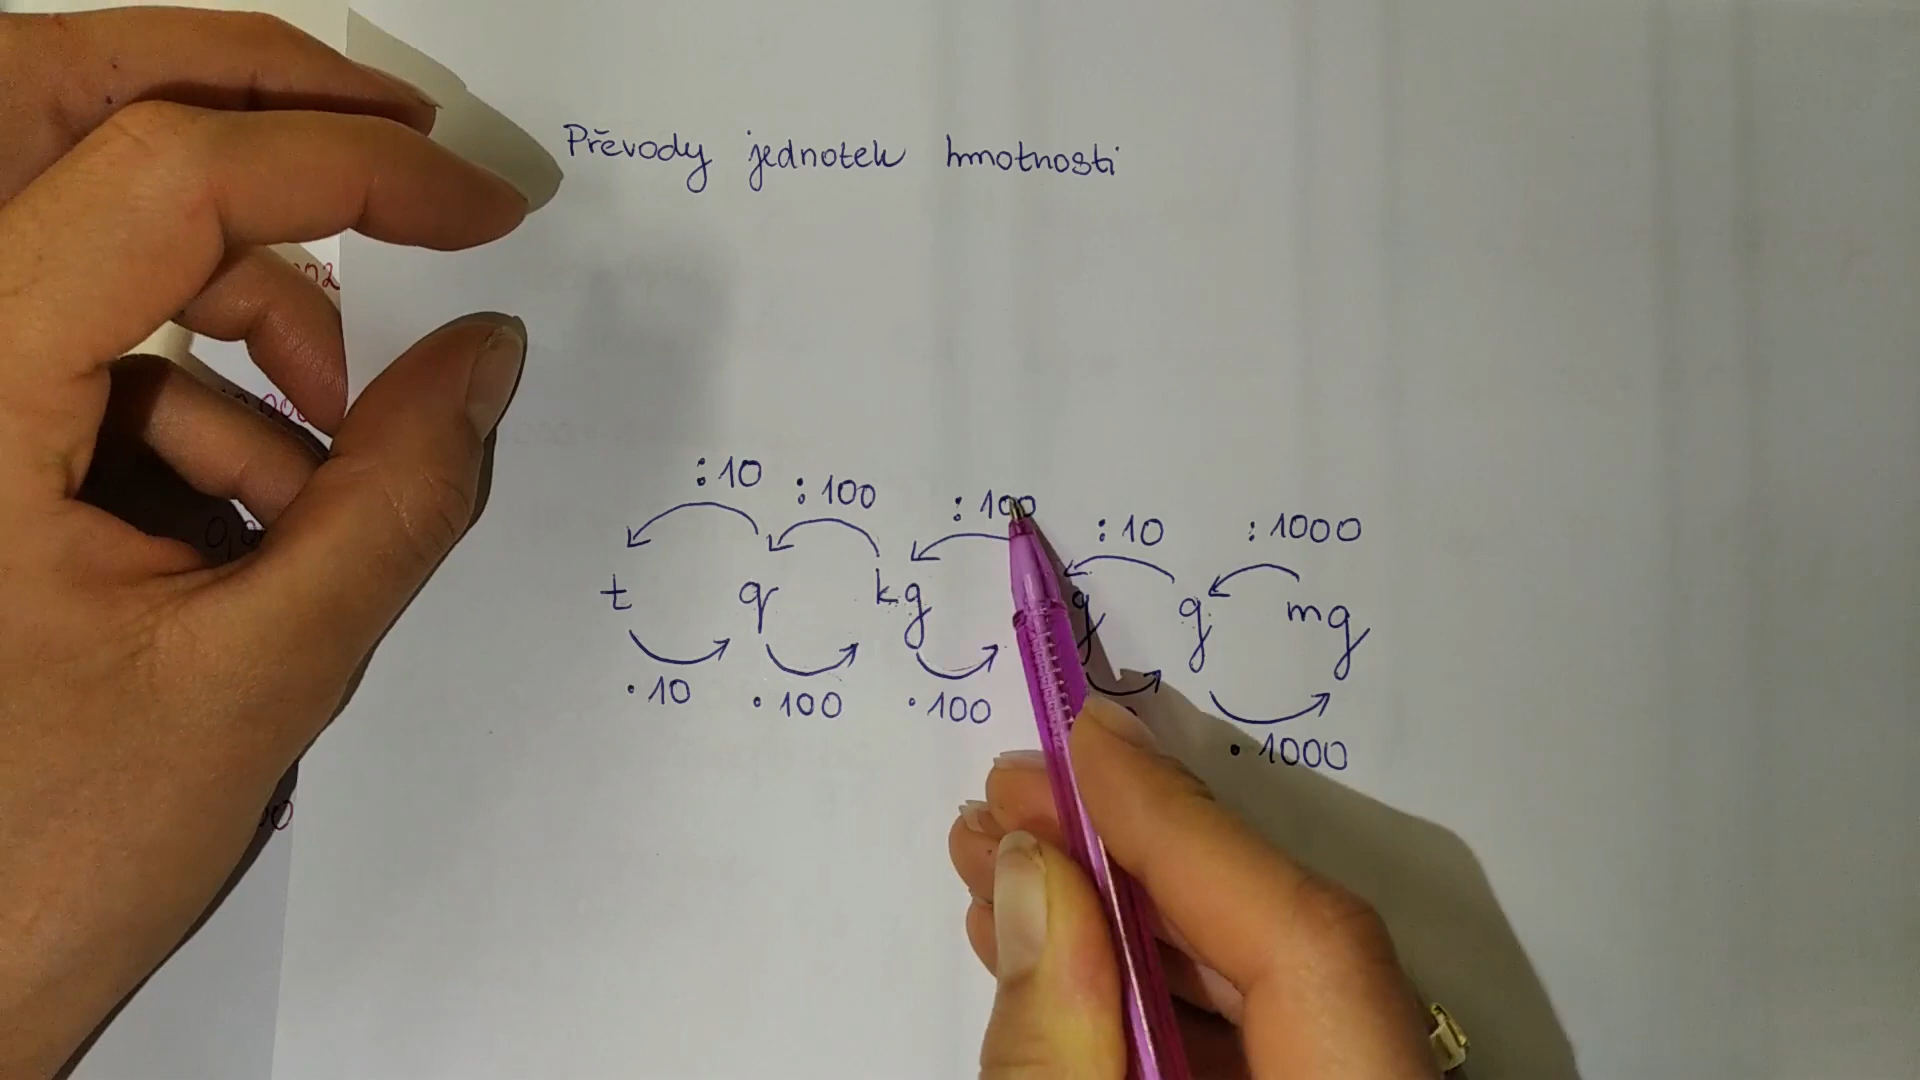 Převody jednotek hmotnosti
:10 :100 :100 :10 :1000
t q kg g g mg
·10 ·100 ·100 ·1000